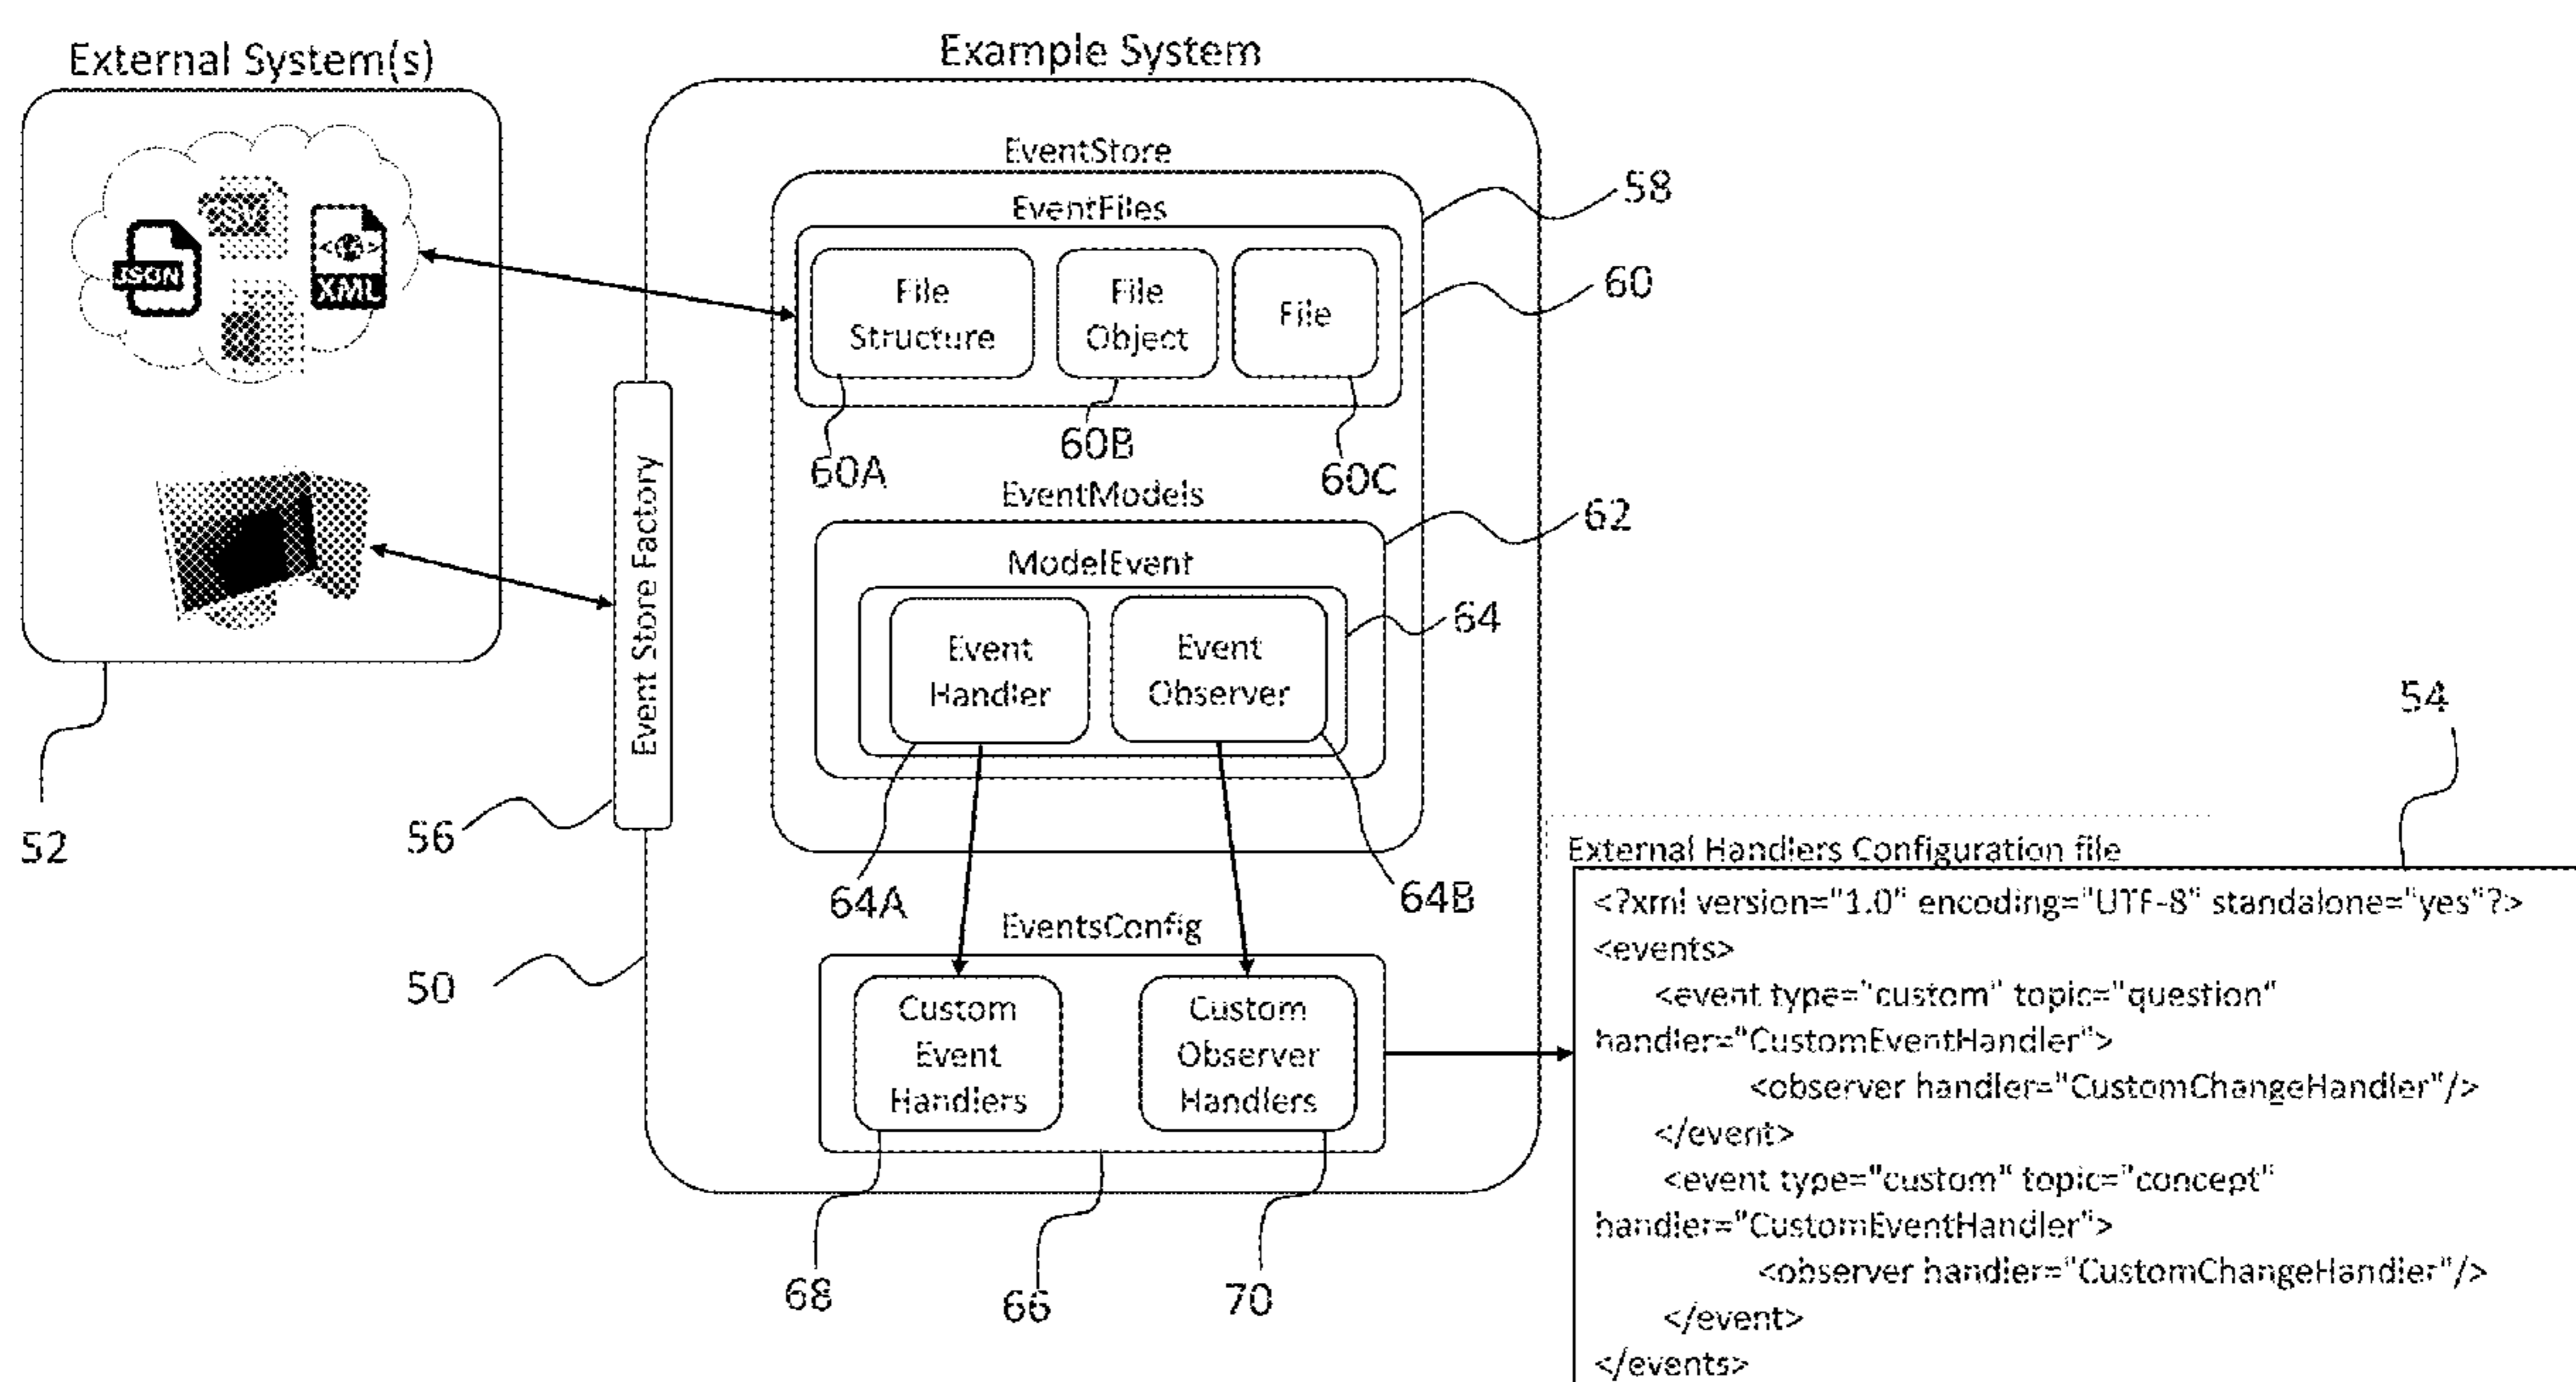 External System(s)
Example System
CSV
JSON
XML
EventStore
EventFiles
File
Structure
File
Object
File
58
60
60A
60B
60C
EventModels
62
ModelEvent
64
Event
Handler
Event
Observer
Event Store Factory
52
56
64A
64B
50
EventsConfig
Custom
Event
Handlers
Custom
Observer
Handlers
68
66
70
54
External Handlers Configuration file
<?xml version="1.0" encoding="UTF-8" standalone="yes"?>
<events>
<event type="custom" topic="question"
handler="CustomEventHandler">
<observer handler="CustomChangeHandler"/>
</event>
<event type="custom" topic="concept"
handler="CustomEventHandler">
<observer handler="CustomChangeHandler"/>
</event>
</events>